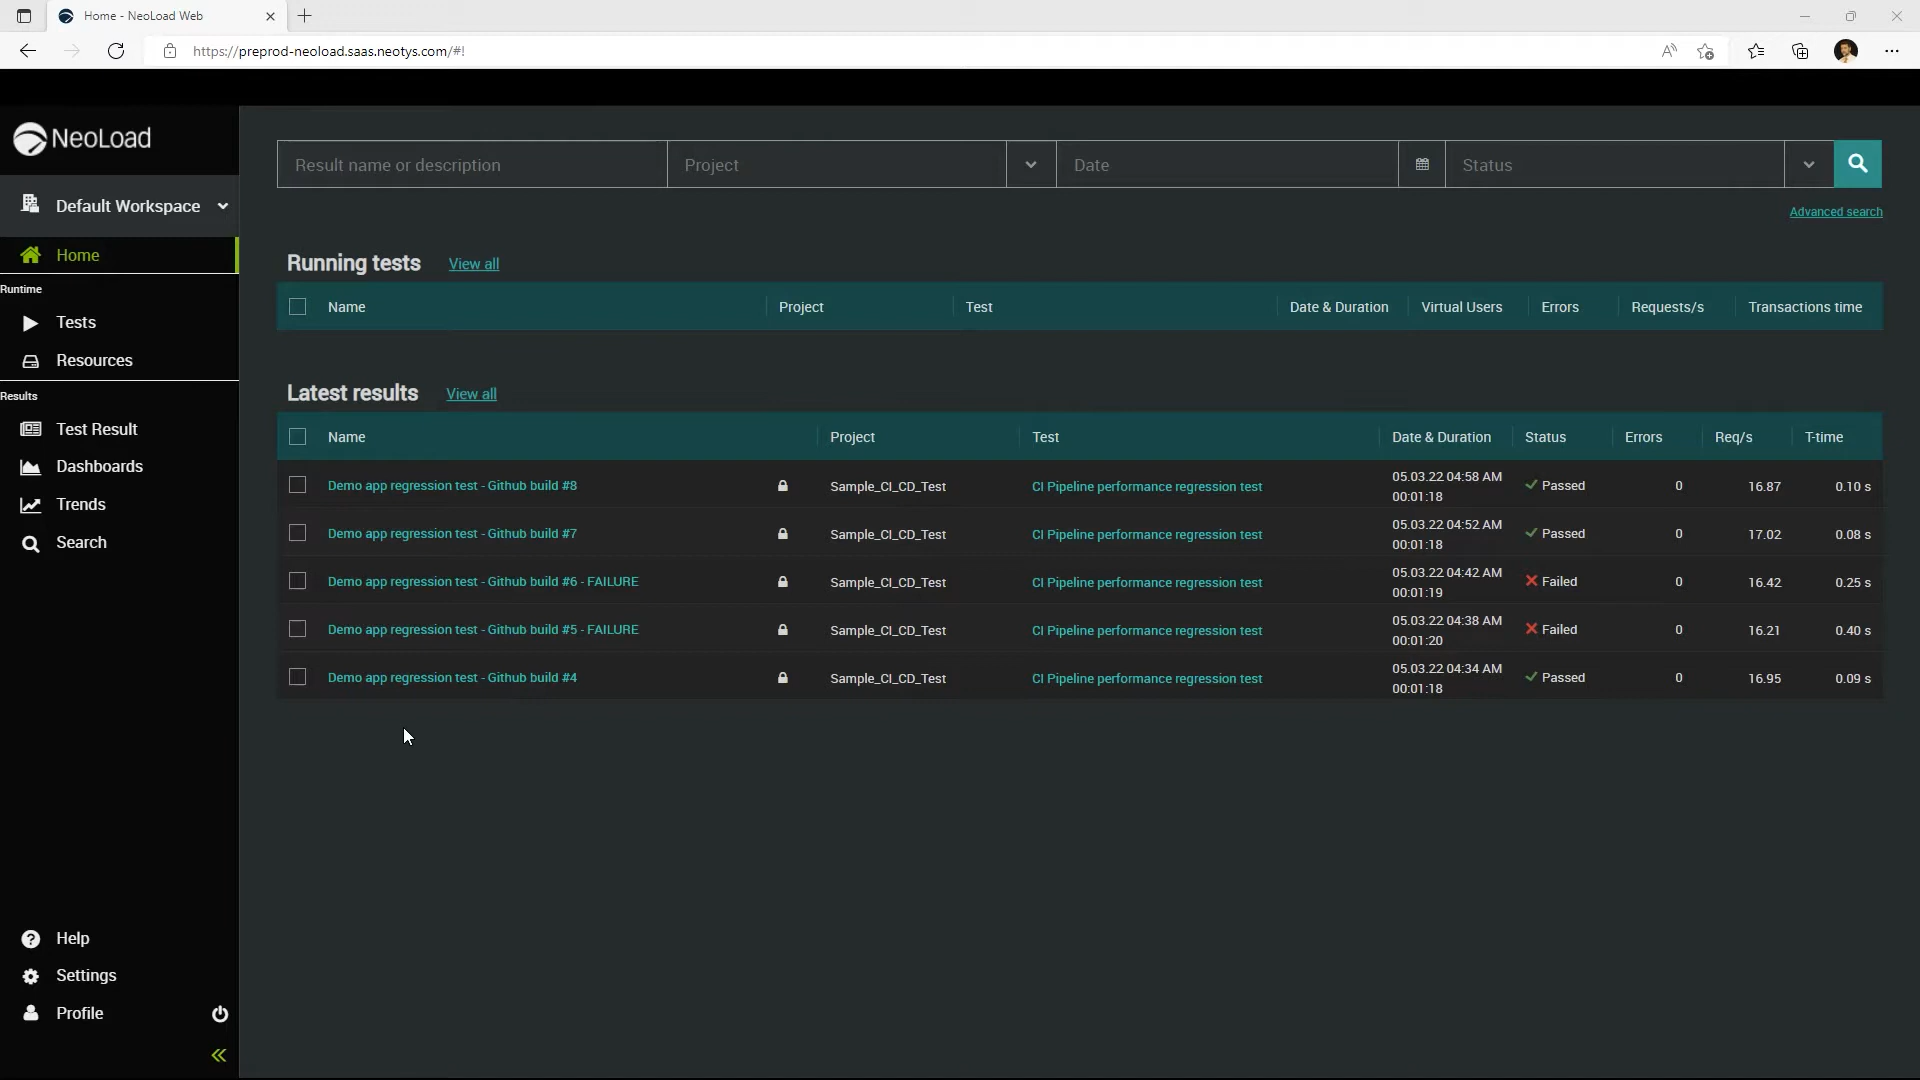 Home - NeoLoad Web
https://preprod-neoload.saas.neotys.com/#!
NeoLoad
Default Workspace
Home
Runtime
Tests
Resources
Results
Test Result
Dashboards
Trends
Search
Help
Settings
Profile
Result name or description Project Date Status
Advanced search
Running tests View all
Name Project Test Date & Duration Virtual Users Errors Requests/s Transactions time
Latest results View all
Name Project Test Date & Duration Status Errors Req/s T-time
Demo app regression test - Github build #8 Sample_CI_CD_Test CI Pipeline performance regression test 05.03.22 04:58 AM Passed 0 16.87 0.10 s
00:01:18
Demo app regression test - Github build #7 Sample_CI_CD_Test CI Pipeline performance regression test 05.03.22 04:52 AM Passed 0 17.02 0.08 s
00:01:18
Demo app regression test - Github build #6 - FAILURE Sample_CI_CD_Test CI Pipeline performance regression test 05.03.22 04:42 AM Failed 0 16.42 0.25 s
00:01:19
Demo app regression test - Github build #5 - FAILURE Sample_CI_CD_Test CI Pipeline performance regression test 05.03.22 04:38 AM Failed 0 16.21 0.40 s
00:01:20
Demo app regression test - Github build #4 Sample_CI_CD_Test CI Pipeline performance regression test 05.03.22 04:34 AM Passed 0 16.95 0.09 s
00:01:18